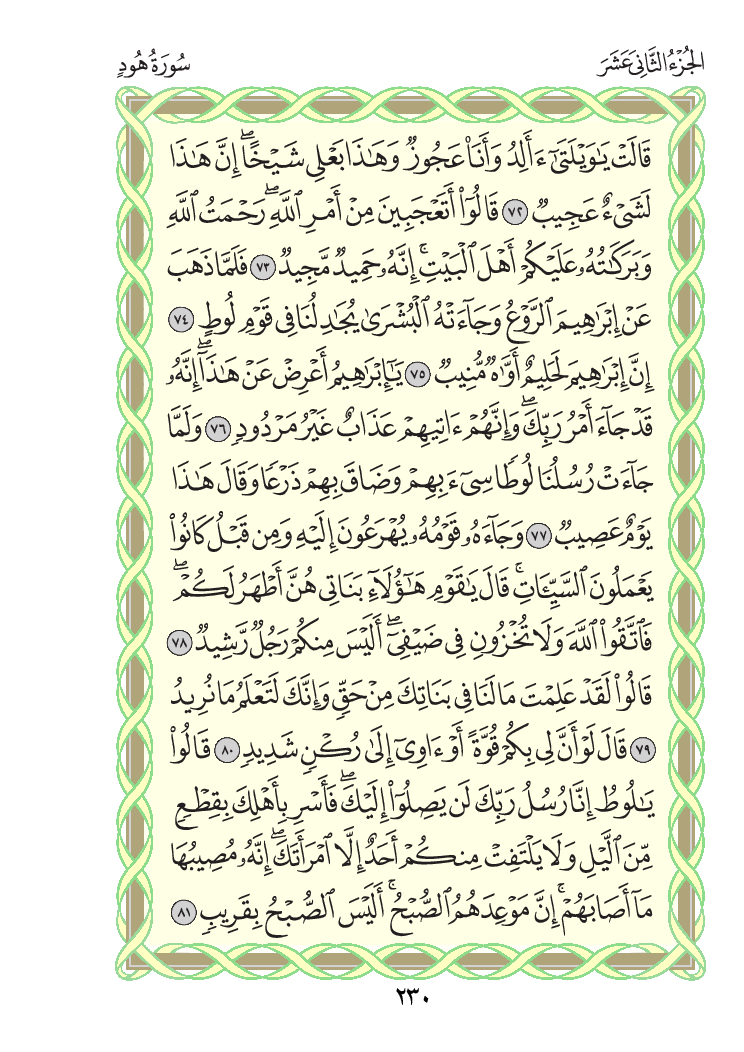 الجُزْءُ الثَّانِي عَشَرَ
سُورَةُ هُودٍ
قَالَتْ يَٰوَيْلَتَىٰٓ ءَأَلِدُ وَأَنَا۠ عَجُوزٌ وَهَٰذَا بَعْلِى شَيْخًا ۖ إِنَّ هَٰذَا
لَشَىْءٌ عَجِيبٌ ٧٢ قَالُوٓا۟ أَتَعْجَبِينَ مِنْ أَمْرِ ٱللَّهِ ۖ رَحْمَتُ ٱللَّهِ
وَبَرَكَٰتُهُۥ عَلَيْكُمْ أَهْلَ ٱلْبَيْتِ ۚ إِنَّهُۥ حَمِيدٌ مَّجِيدٌ ٧٣ فَلَمَّا ذَهَبَ
عَنْ إِبْرَٰهِيمَ ٱلرَّوْعُ وَجَآءَتْهُ ٱلْبُشْرَىٰ يُجَٰدِلُنَا فِى قَوْمِ لُوطٍ ٧٤
إِنَّ إِبْرَٰهِيمَ لَحَلِيمٌ أَوَّٰهٌ مُّنِيبٌ ٧٥ يَٰٓإِبْرَٰهِيمُ أَعْرِضْ عَنْ هَٰذَآ ۖ إِنَّهُۥ
قَدْ جَآءَ أَمْرُ رَبِّكَ ۖ وَإِنَّهُمْ ءَاتِيهِمْ عَذَابٌ غَيْرُ مَرْدُودٍ ٧٦ وَلَمَّا
جَآءَتْ رُسُلُنَا لُوطًا سِىٓءَ بِهِمْ وَضَاقَ بِهِمْ ذَرْعًا وَقَالَ هَٰذَا
يَوْمٌ عَصِيبٌ ٧٧ وَجَآءَهُۥ قَوْمُهُۥ يُهْرَعُونَ إِلَيْهِ وَمِن قَبْلُ كَانُوا۟
يَعْمَلُونَ ٱلسَّيِّـَٔاتِ ۚ قَالَ يَٰقَوْمِ هَٰٓؤُلَآءِ بَنَاتِى هُنَّ أَطْهَرُ لَكُمْ ۖ
فَٱتَّقُوا۟ ٱللَّهَ وَلَا تُخْزُونِ فِى ضَيْفِىٓ ۖ أَلَيْسَ مِنكُمْ رَجُلٌ رَّشِيدٌ ٧٨
قَالُوا۟ لَقَدْ عَلِمْتَ مَا لَنَا فِى بَنَاتِكَ مِنْ حَقٍّ وَإِنَّكَ لَتَعْلَمُ مَا نُرِيدُ
٧٩ قَالَ لَوْ أَنَّ لِى بِكُمْ قُوَّةً أَوْ ءَاوِىٓ إِلَىٰ رُكْنٍ شَدِيدٍ ٨٠ قَالُوا۟
يَٰلُوطُ إِنَّا رُسُلُ رَبِّكَ لَن يَصِلُوٓا۟ إِلَيْكَ ۖ فَأَسْرِ بِأَهْلِكَ بِقِطْعٍ
مِّنَ ٱلَّيْلِ وَلَا يَلْتَفِتْ مِنكُمْ أَحَدٌ إِلَّا ٱمْرَأَتَكَ ۖ إِنَّهُۥ مُصِيبُهَا
مَآ أَصَابَهُمْ ۚ إِنَّ مَوْعِدَهُمُ ٱلصُّبْحُ ۚ أَلَيْسَ ٱلصُّبْحُ بِقَرِيبٍ ٨١
٢٣٠